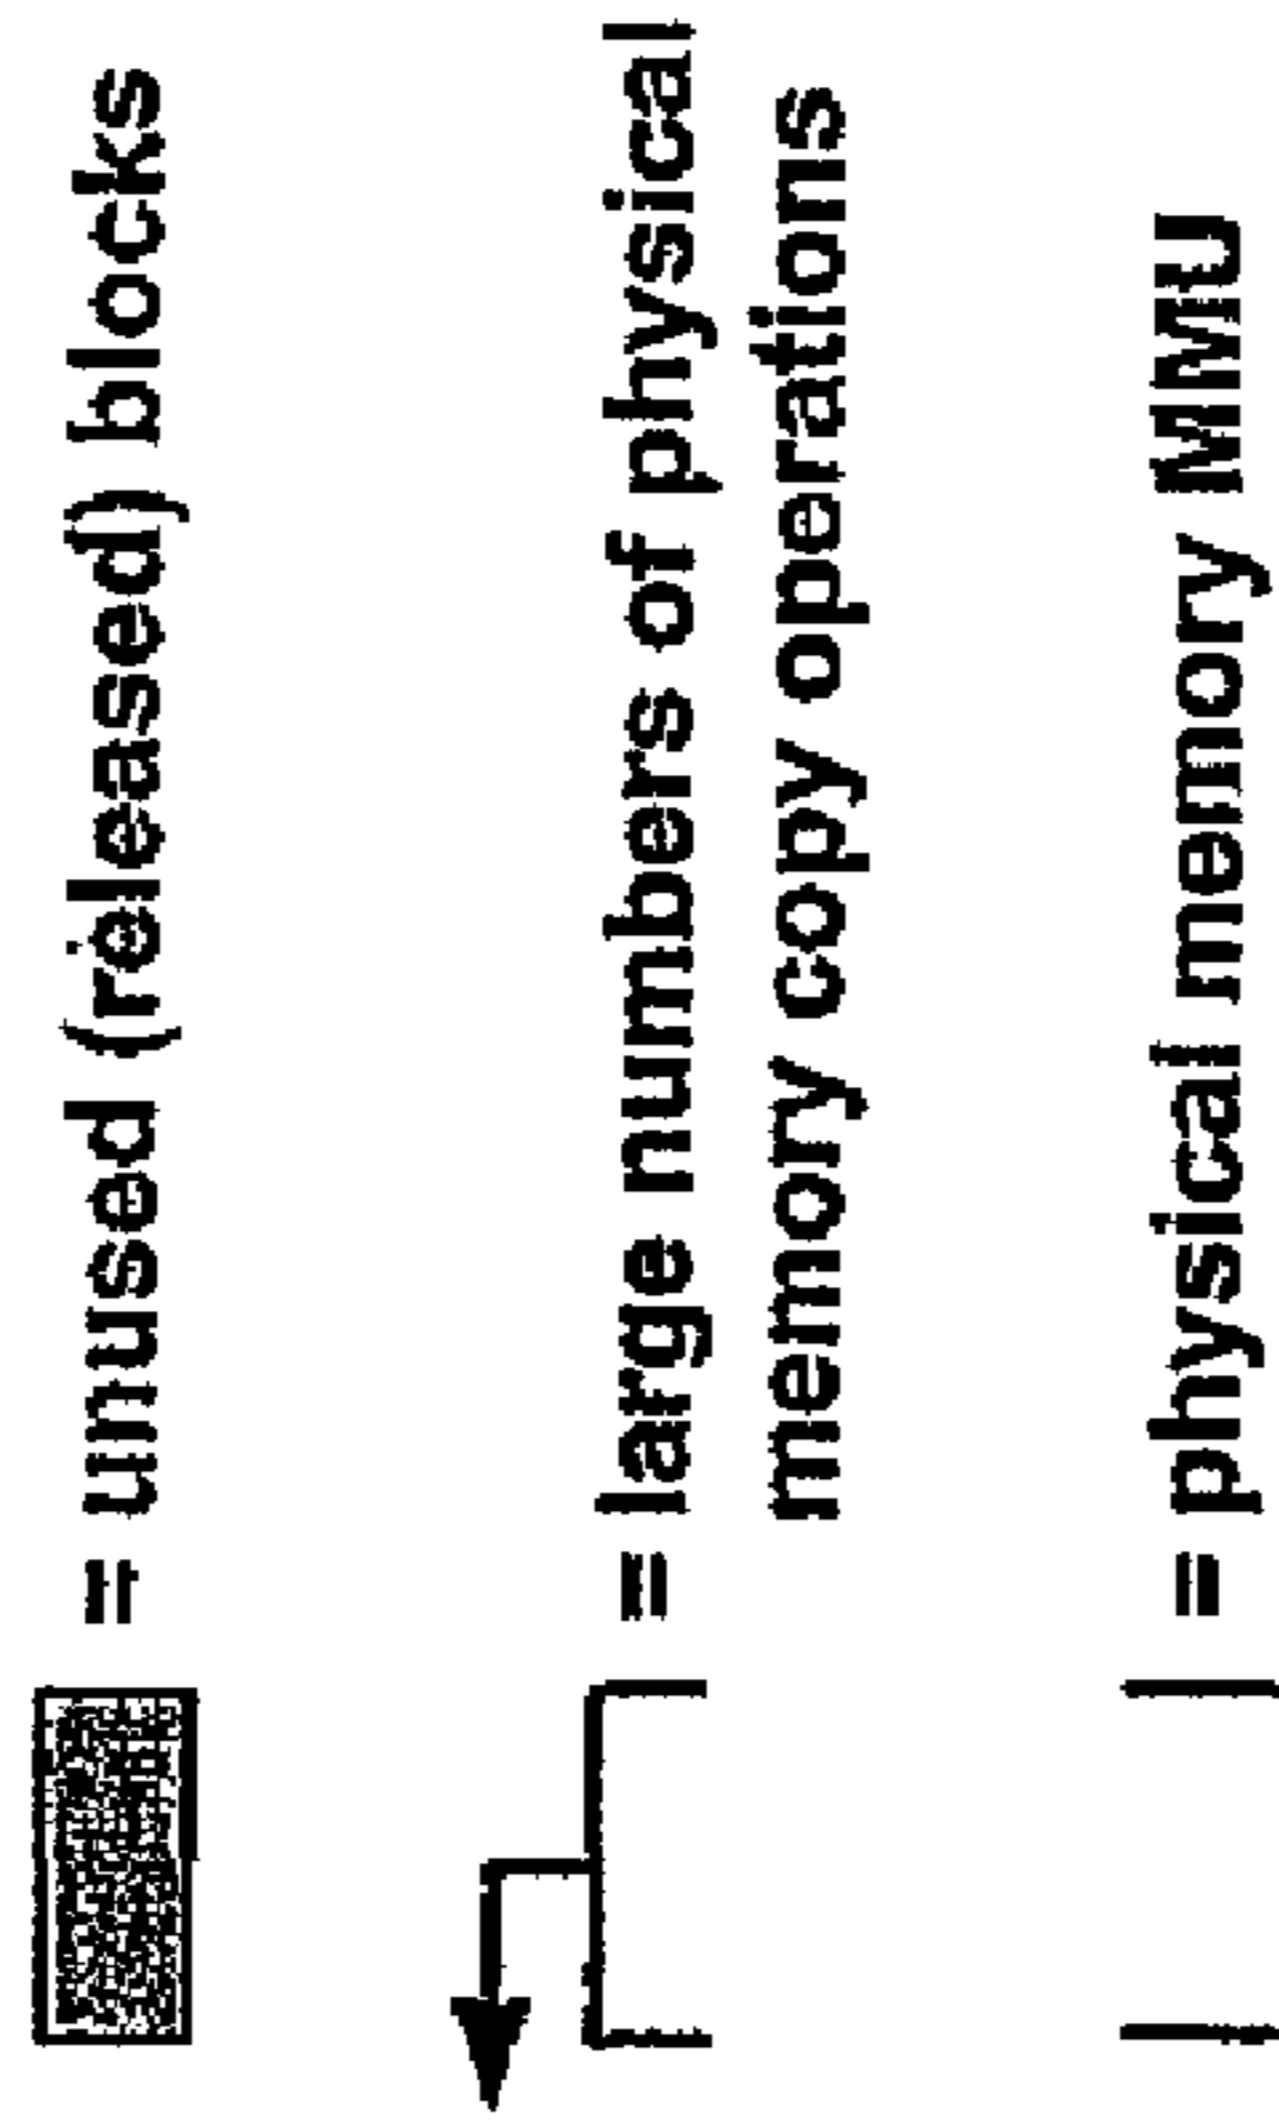 = unused (released) blocks
= large numbers of physical
memory copy operations
= physical memory MMU